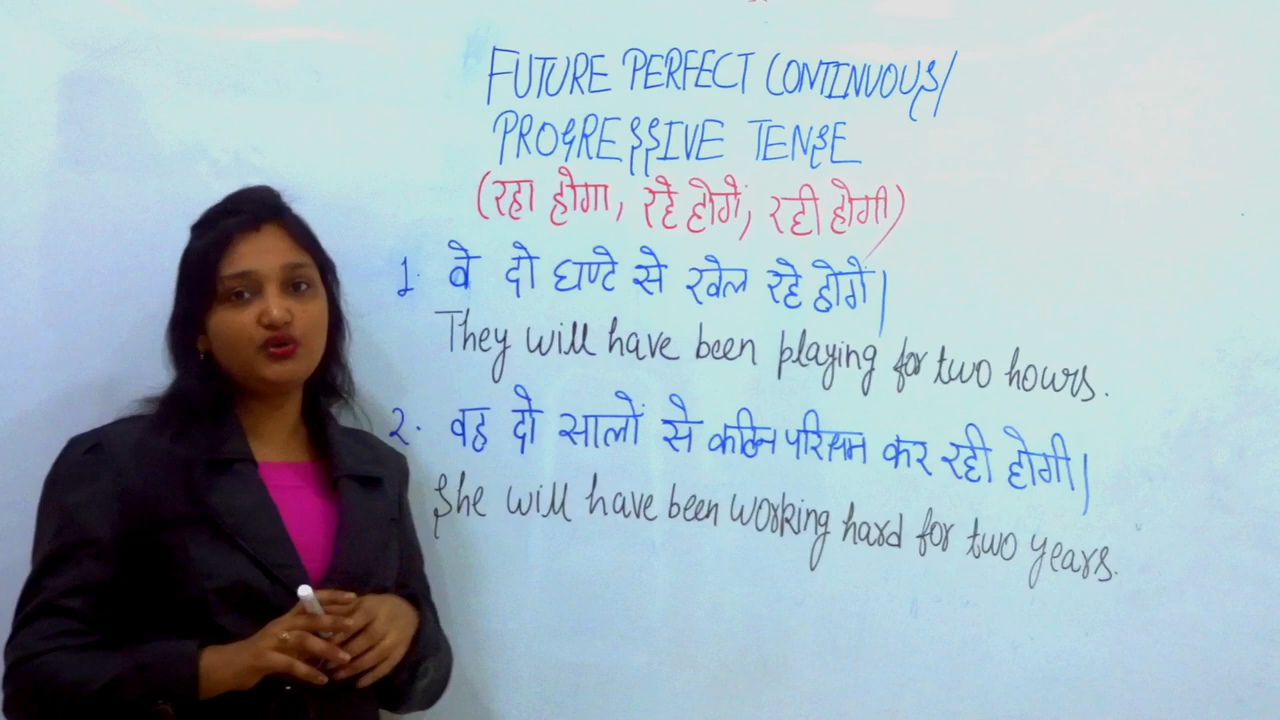 FUTURE PERFECT CONTINUOUS/
PROGRESSIVE TENSE
(रहा होगा, रहे होगें, रही होगी)
1. वे दो घण्टे से खेल रहे होगें।
They will have been playing for two hours.
2. वह दो सालों से कठिन परिश्रम कर रही होगी।
She will have been working hard for two years.